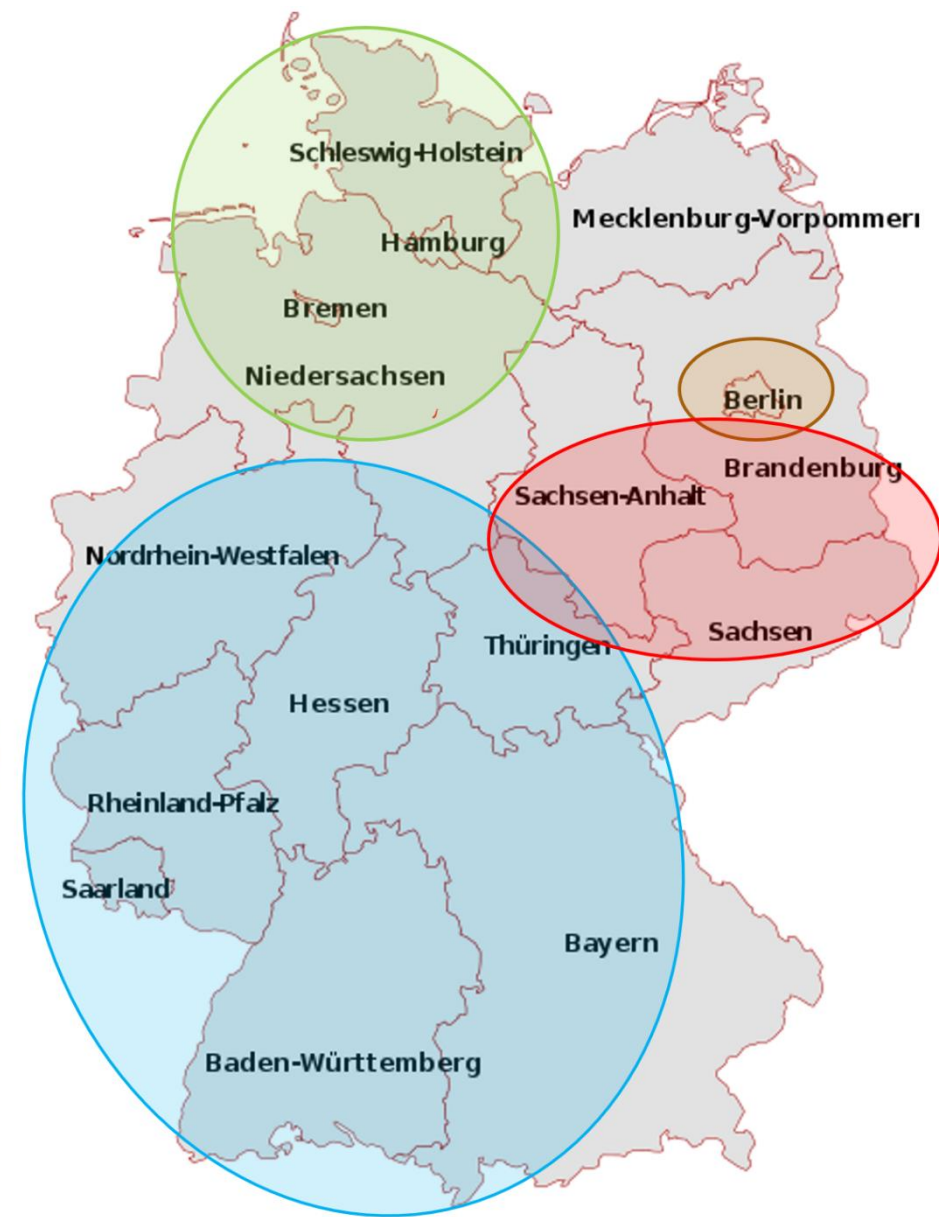 Schleswig-Holstein
Mecklenburg-Vorpommern
Hamburg
Bremen
Niedersachsen
Berlin
Brandenburg
Sachsen-Anhalt
Nordrhein-Westfalen
Sachsen
Thüringen
Hessen
Rheinland-Pfalz
Saarland
Bayern
Baden-Württemberg